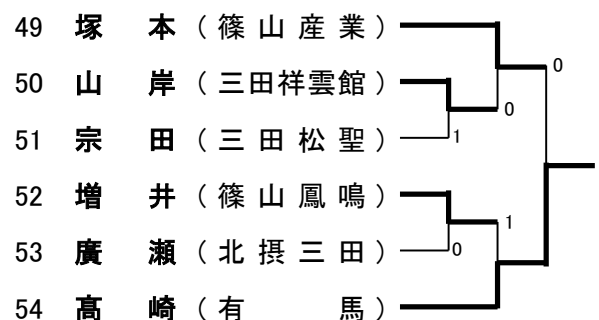 49 塚 本 ( 篠 山 産 業 )
0
50 山 岸 ( 三田祥雲館 )
0
51 宗 田 ( 三 田 松 聖 )
1
52 増 井 ( 篠 山 鳳 鳴 )
1
53 廣 瀬 ( 北 摂 三 田 )
0
54 髙 崎 ( 有 馬 )